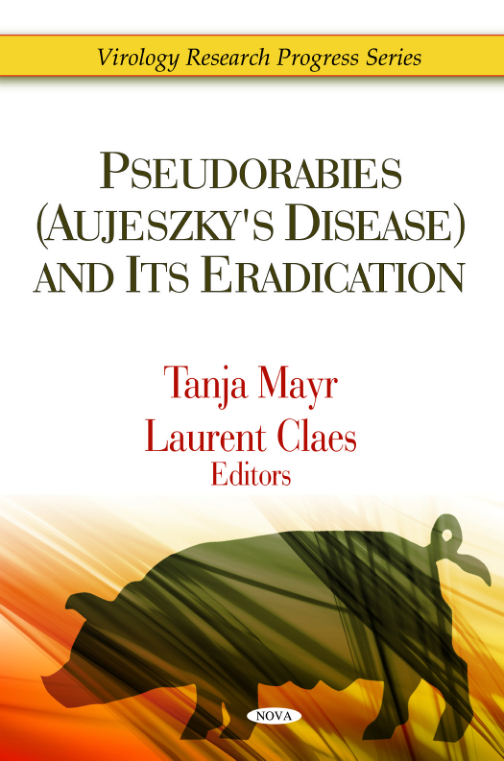 Virology Research Progress Series
PSEUDORABIES
(AUJESZKY'S DISEASE)
AND ITS ERADICATION
Tanja Mayr
Laurent Claes
Editors
NOVA